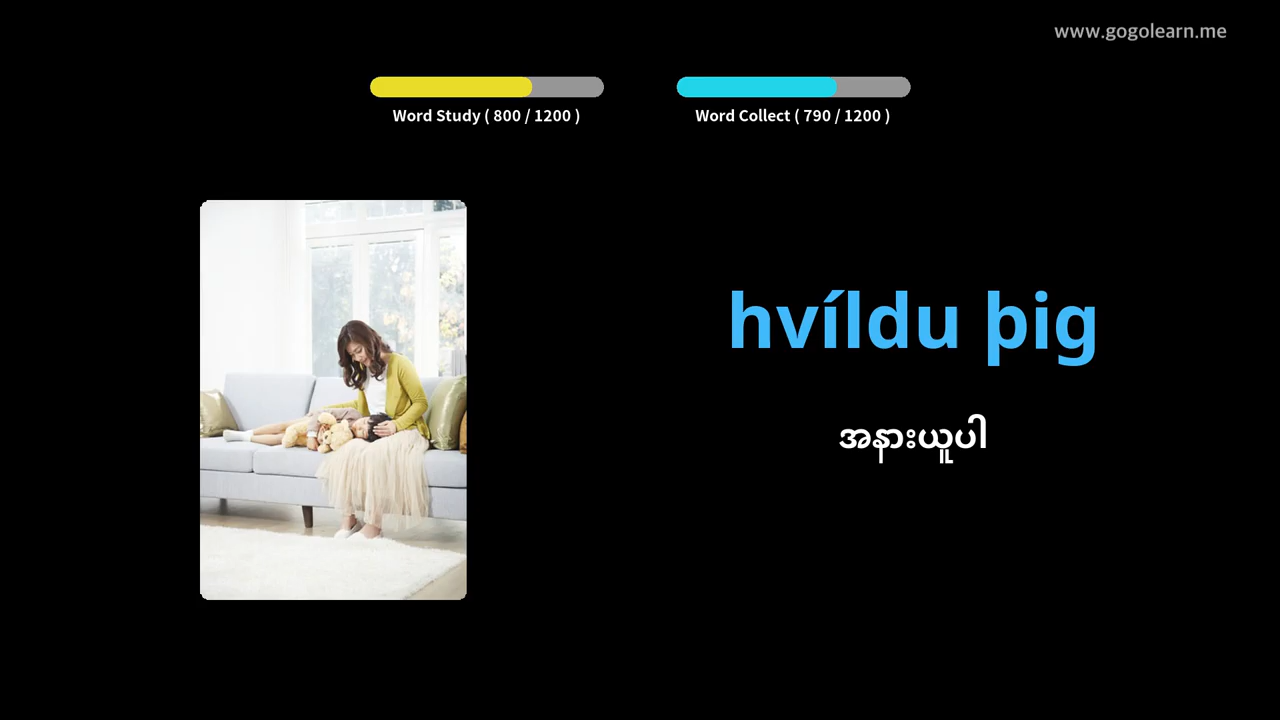 www.gogolearn.me
Word Study ( 800 / 1200 )
Word Collect ( 790 / 1200 )
hvíldu þig
အနားယူပါ